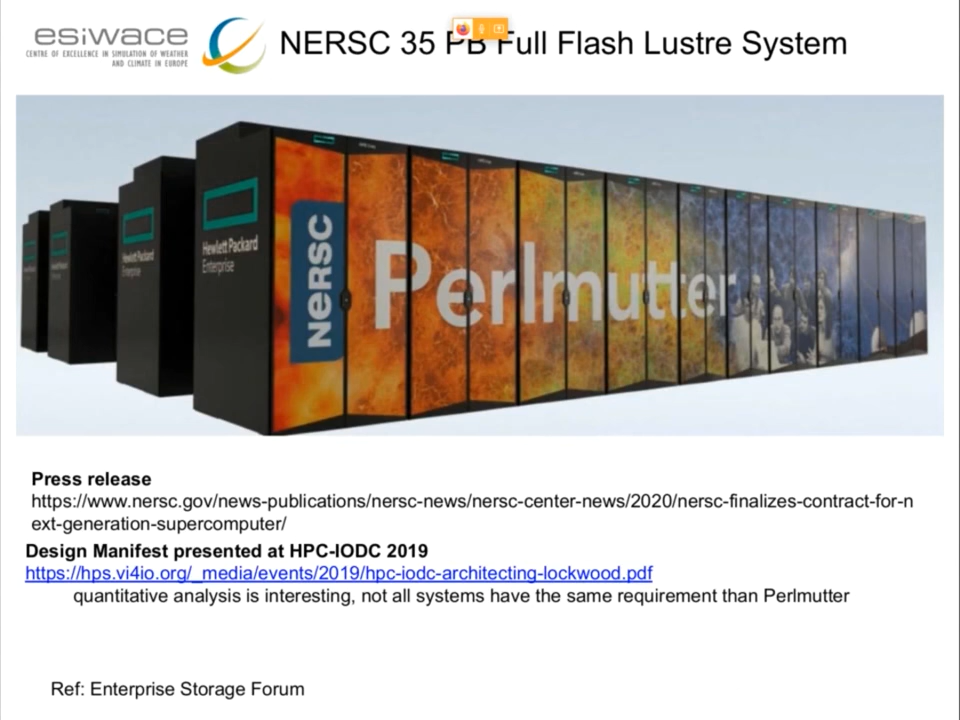 esiwace
CENTRE OF EXCELLENCE IN SIMULATION OF WEATHER
AND CLIMATE IN EUROPE
NERSC 35 PB Full Flash Lustre System
Hewlett Packard
Enterprise
Hewlett Packard
Enterprise
NERSC
Perlmutter
Press release
https://www.nersc.gov/news-publications/nersc-news/nersc-center-news/2020/nersc-finalizes-contract-for-n
ext-generation-supercomputer/
Design Manifest presented at HPC-IODC 2019
https://hps.vi4io.org/_media/events/2019/hpc-iodc-architecting-lockwood.pdf
quantitative analysis is interesting, not all systems have the same requirement than Perlmutter
Ref: Enterprise Storage Forum